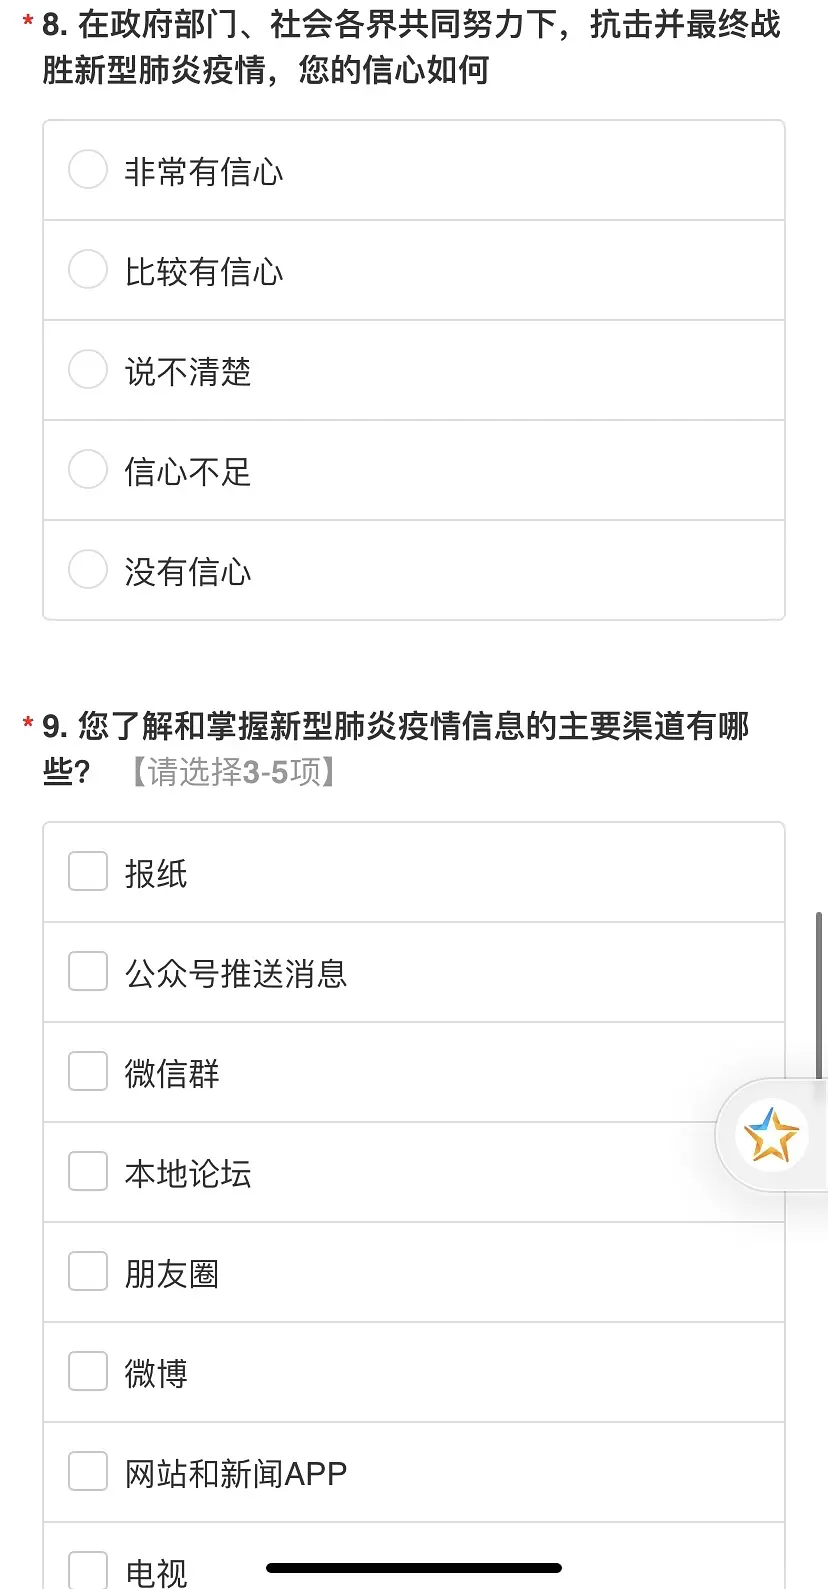 * 8. 在政府部门、社会各界共同努力下，抗击并最终战
胜新型肺炎疫情，您的信心如何
非常有信心
比较有信心
说不清楚
信心不足
没有信心
* 9. 您了解和掌握新型肺炎疫情信息的主要渠道有哪
些？ 【请选择3-5项】
报纸
公众号推送消息
微信群
本地论坛
朋友圈
微博
网站和新闻APP
电视